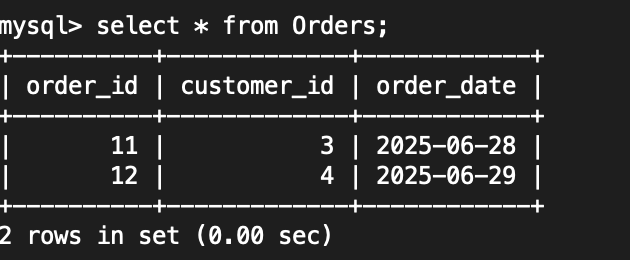 mysql> select * from Orders;
+----------+-------------+------------+
| order_id | customer_id | order_date |
+----------+-------------+------------+
|       11 |           3 | 2025-06-28 |
|       12 |           4 | 2025-06-29 |
+----------+-------------+------------+
2 rows in set (0.00 sec)